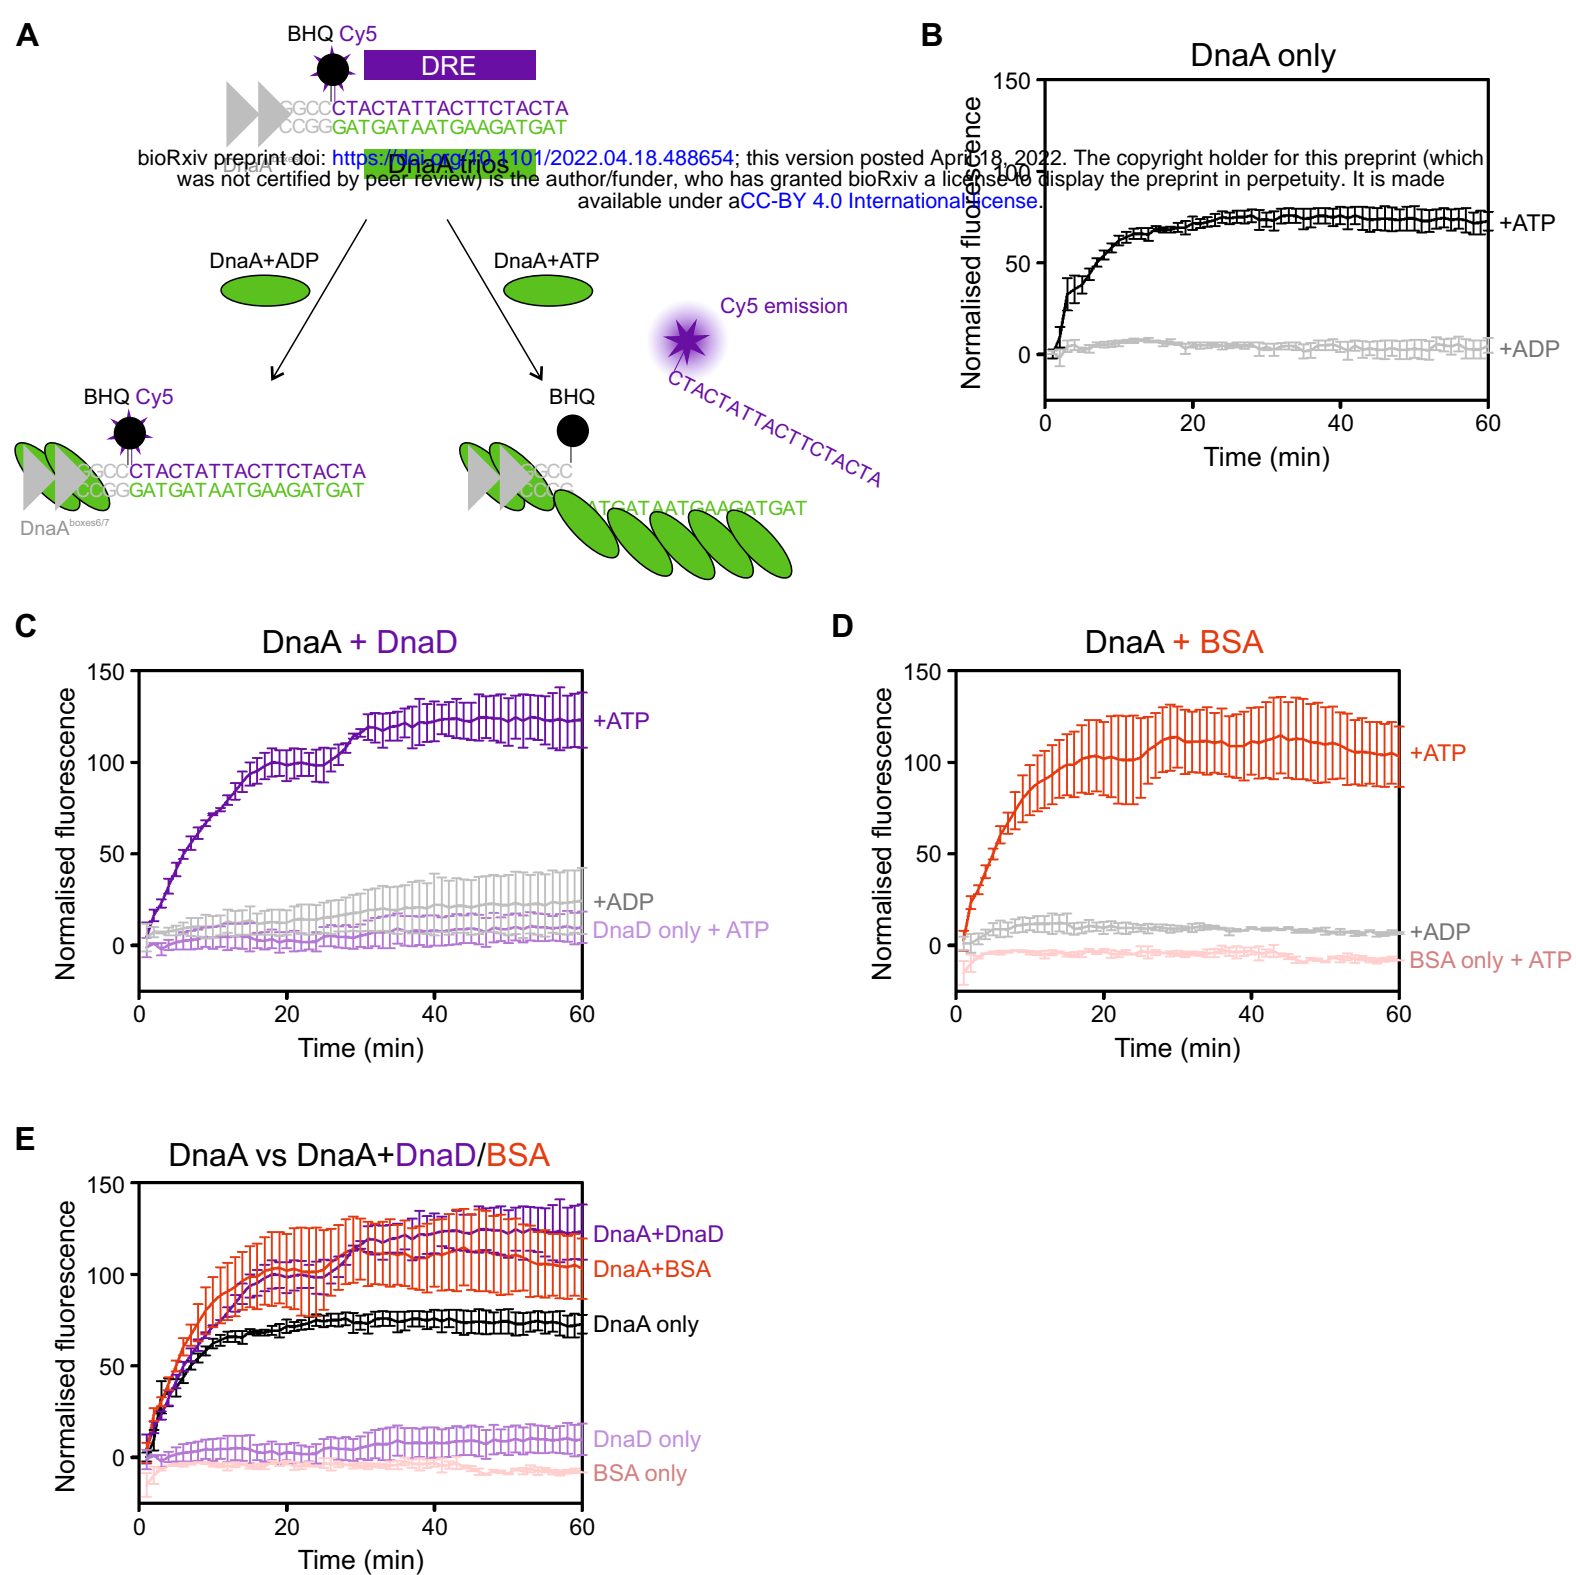 A
BHQ Cy5
DRE
GGCCCTACTATTACTTCTACTA
CCGGGATGATAATGAAGATGAT
DnaA trios
bioRxiv preprint doi: https://doi.org/10.1101/2022.04.18.488654; this version posted April 18, 2022. The copyright holder for this preprint (which
was not certified by peer review) is the author/funder, who has granted bioRxiv a license to display the preprint in perpetuity. It is made
available under aCC-BY 4.0 International license.
DnaA+ADP
DnaA+ATP
Cy5 emission
CTACTATTACTTCTACTA
BHQ Cy5
GGCCCTACTATTACTTCTACTA
CCGGGATGATAATGAAGATGAT
DnaAboxes6/7
BHQ
GGCC
CCGG
ATGATAATGAAGATGAT
B
DnaA only
Normalised fluorescence
150
100
50
0
0 20 40 60
Time (min)
+ATP
+ADP
C
DnaA + DnaD
Normalised fluorescence
150
100
50
0
0 20 40 60
Time (min)
+ATP
+ADP
DnaD only + ATP
D
DnaA + BSA
Normalised fluorescence
150
100
50
0
0 20 40 60
Time (min)
+ATP
+ADP
BSA only + ATP
E
DnaA vs DnaA+DnaD/BSA
Normalised fluorescence
150
100
50
0
0 20 40 60
Time (min)
DnaA+DnaD
DnaA+BSA
DnaA only
DnaD only
BSA only